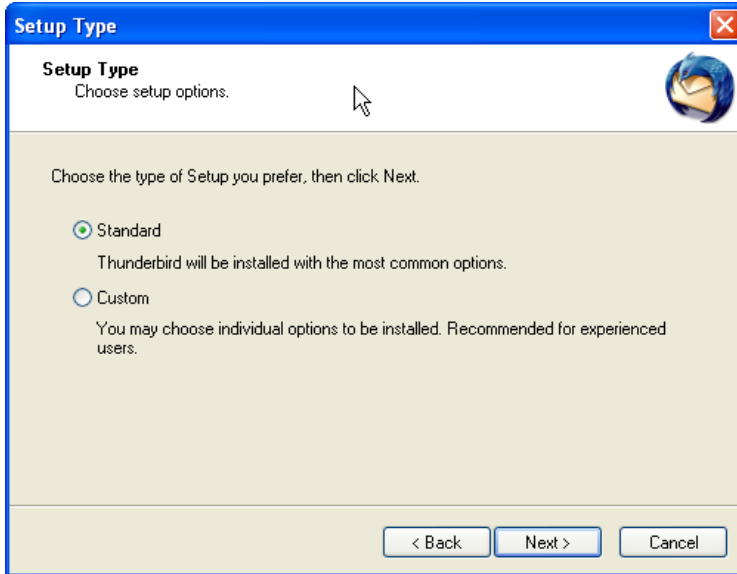 Setup Type
Setup Type
Choose setup options.
Choose the type of Setup you prefer, then click Next.
Standard
Thunderbird will be installed with the most common options.
Custom
You may choose individual options to be installed. Recommended for experienced
users.
< Back
Next >
Cancel